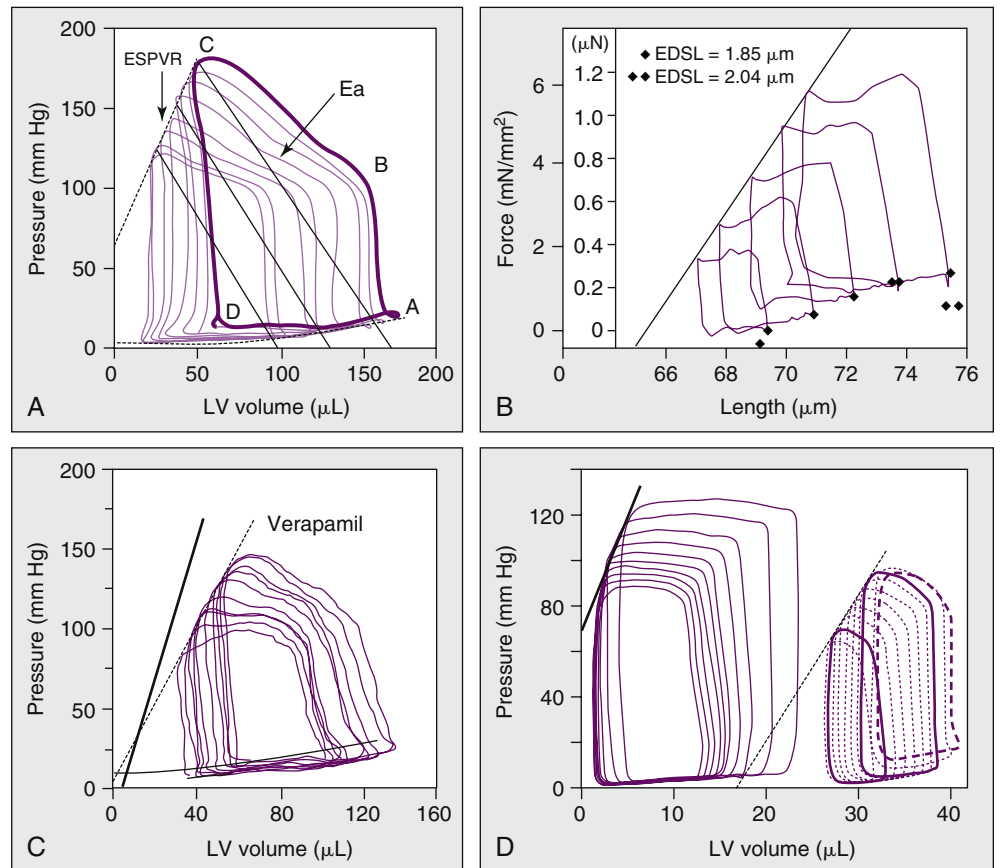 ESPVR
C
Ea
B
D
A
Pressure (mm Hg)
200
150
100
50
0
0 50 100 150 200
LV volume (μL)
A
(μN)
◆ EDSL = 1.85 μm
◆◆ EDSL = 2.04 μm
Force (mN/mm²)
6
4
2
0
1.2
1.0
0.8
0.6
0.4
0.2
0
0 66 68 70 72 74 76
Length (μm)
B
Verapamil
Pressure (mm Hg)
200
150
100
50
0
0 40 80 120 160
LV volume (μL)
C
Pressure (mm Hg)
120
80
40
0
0 10 20 30 40
LV volume (μL)
D